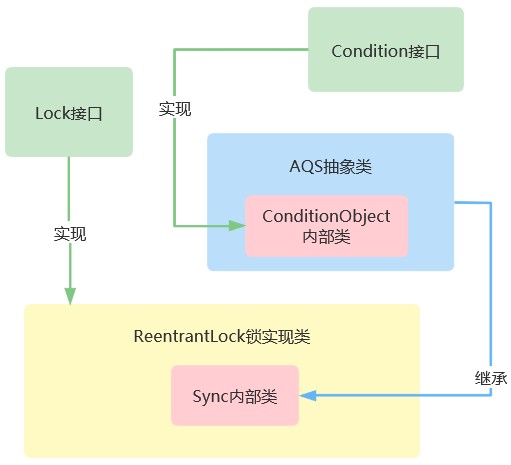 Condition接口
Lock接口
实现
AQS抽象类
ConditionObject
内部类
实现
ReentrantLock锁实现类
继承
Sync内部类